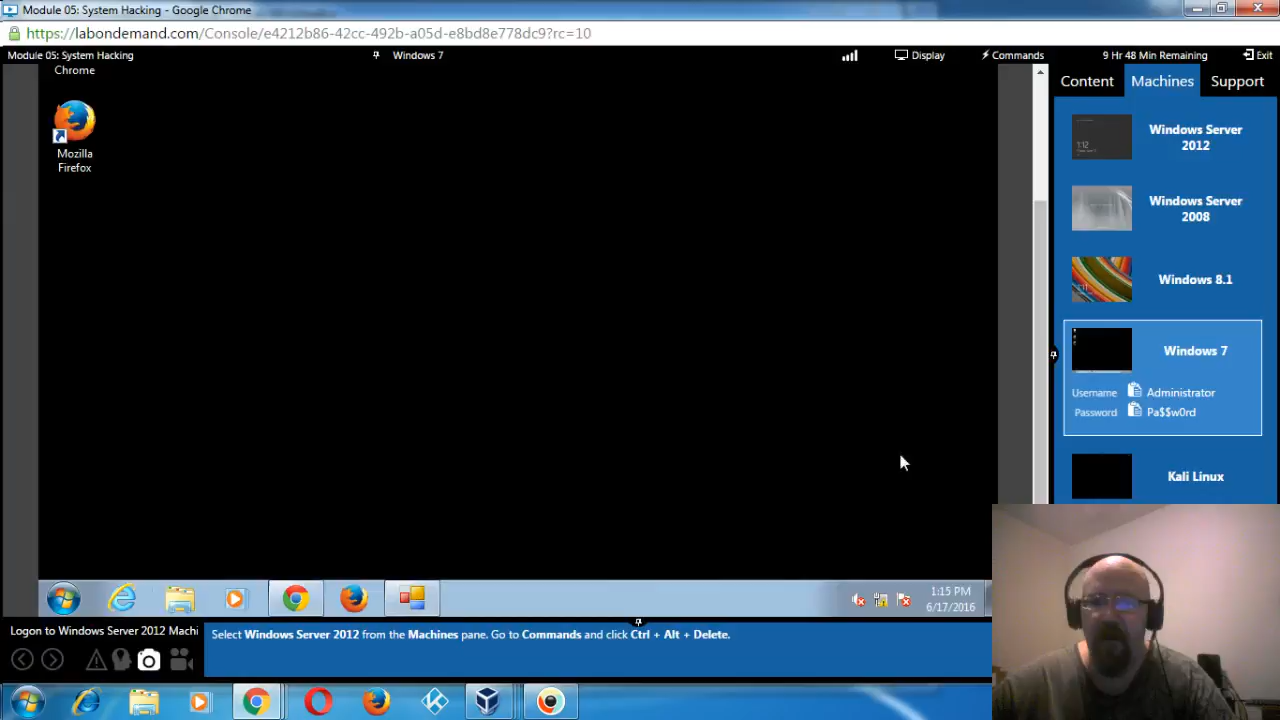 Module 05: System Hacking - Google Chrome
https://labondemand.com/Console/e4212b86-42cc-492b-a05d-e8bd8e778dc9?rc=10
Module 05: System Hacking
Windows 7
Display
Commands
9 Hr 48 Min Remaining
Exit
Chrome
Mozilla
Firefox
Content
Machines
Support
Windows Server
2012
Windows Server
2008
Windows 8.1
Windows 7
Username
Administrator
Password
Pa$$w0rd
Kali Linux
1:15 PM
6/17/2016
Logon to Windows Server 2012 Machi
Select Windows Server 2012 from the Machines pane. Go to Commands and click Ctrl + Alt + Delete.